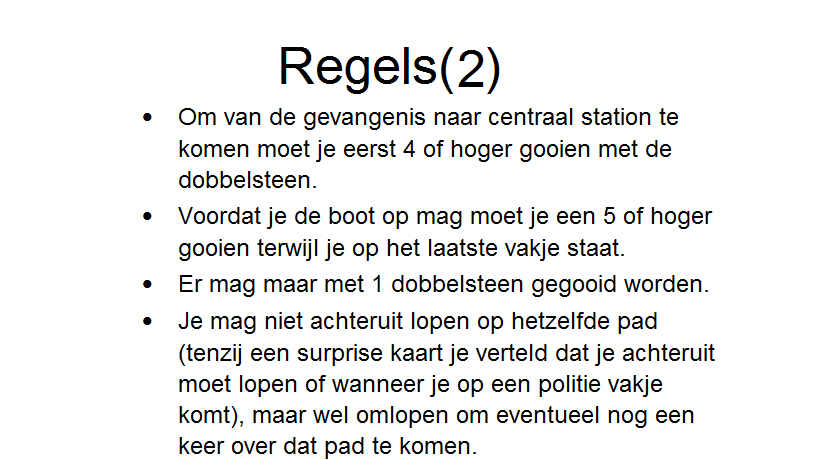 Regels(2)
• Om van de gevangenis naar centraal station te
komen moet je eerst 4 of hoger gooien met de
dobbelsteen.
• Voordat je de boot op mag moet je een 5 of hoger
gooien terwijl je op het laatste vakje staat.
• Er mag maar met 1 dobbelsteen gegooid worden.
• Je mag niet achteruit lopen op hetzelfde pad
(tenzij een surprise kaart je verteld dat je achteruit
moet lopen of wanneer je op een politie vakje
komt), maar wel omlopen om eventueel nog een
keer over dat pad te komen.